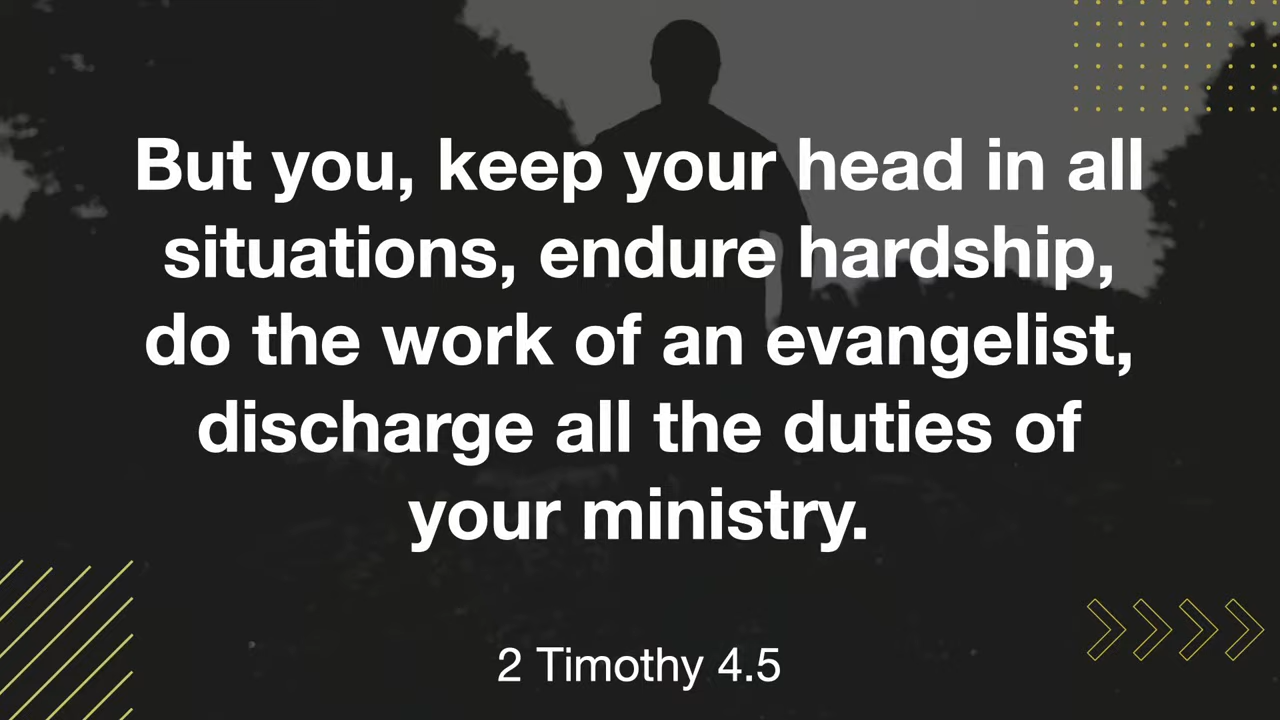 But you, keep your head in all
situations, endure hardship,
do the work of an evangelist,
discharge all the duties of
your ministry.
2 Timothy 4.5